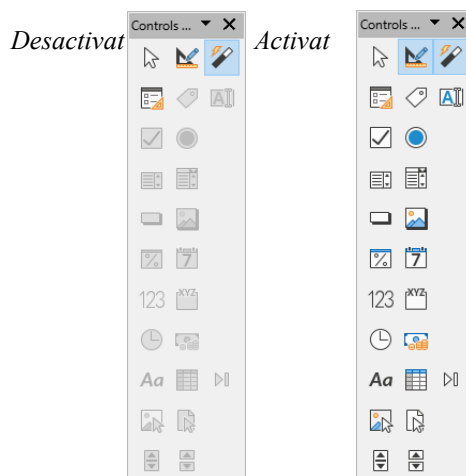 Desactivat
Controls ...
Activat
Controls ...
7
7
XYZ
123
XYZ
123
Aa
Aa